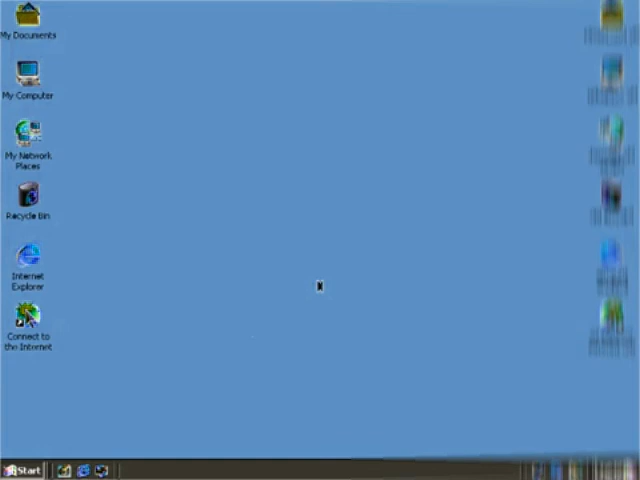 My Documents
My Computer
My Network
Places
Recycle Bin
Internet
Explorer
Connect to
the Internet
Start